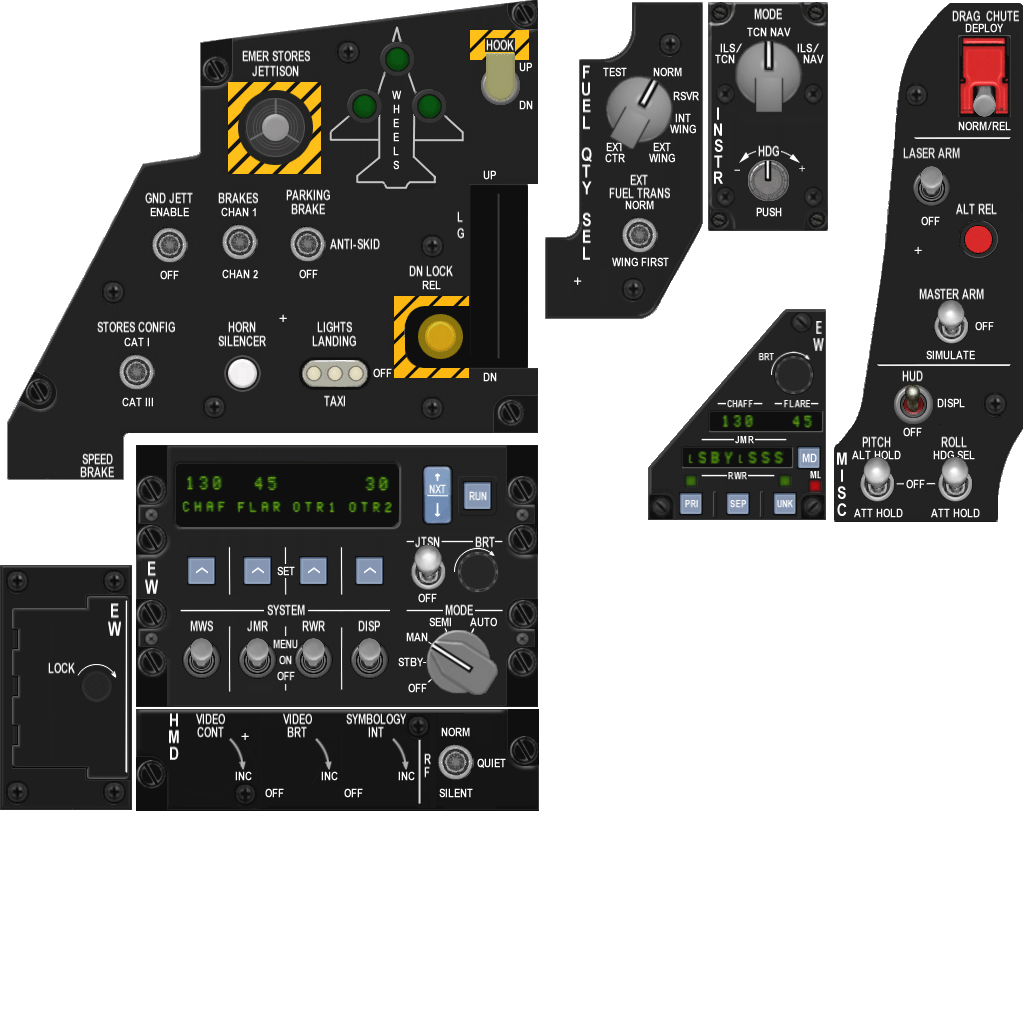 EMER STORES
JETTISON
WHEELS
HOOK
UP
DN
GND JETT
ENABLE
OFF
BRAKES
CHAN 1
CHAN 2
PARKING
BRAKE
ANTI-SKID
OFF
UP
LG
DN LOCK
REL
DN
STORES CONFIG
CAT I
CAT III
HORN
SILENCER
LIGHTS
LANDING
OFF
TAXI
SPEED
BRAKE
FUEL QTY SEL
TEST
NORM
RSVR
INT
WING
EXT
WING
EXT
CTR
EXT
FUEL TRANS
NORM
WING FIRST
MODE
TCN NAV
ILS/
TCN
ILS/
NAV
INSTR
HDG
- +
PUSH
DRAG CHUTE
DEPLOY
NORM/REL
LASER ARM
OFF
ALT REL
MASTER ARM
OFF
SIMULATE
HUD
DISPL
OFF
PITCH
ALT HOLD
ROLL
HDG SEL
OFF
ATT HOLD
ATT HOLD
MISC
EW
BRT
CHAFF
FLARE
130 45
JMR
LSBYLSSS
MD
RWR
ML
PRI
SEP
UNK
130 45 30
CHAF FLAR OTR1 OTR2
NXT
RUN
EW
SET
JTSN
OFF
BRT
SYSTEM
MWS
JMR
RWR
DISP
MENU
ON
OFF
MODE
SEMI
AUTO
MAN
STBY
OFF
EW
LOCK
HMD
VIDEO
CONT
INC
OFF
VIDEO
BRT
INC
OFF
SYMBOLOGY
INT
INC
RF
NORM
QUIET
SILENT